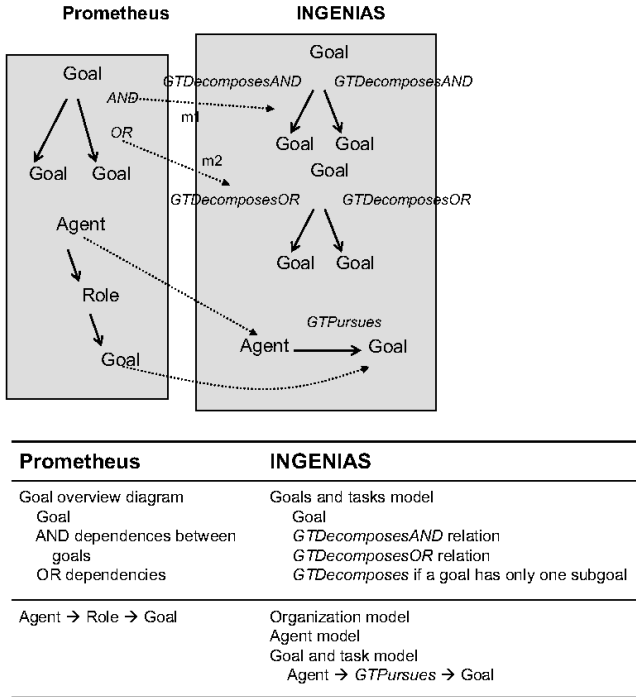 Prometheus INGENIAS
Goal
Goal
GTDecomposesAND GTDecomposesAND
AND
m1
OR
Goal Goal
m2
Goal
Goal Goal
GTDecomposesOR GTDecomposesOR
Agent
Goal Goal
Role
GTPursues
Agent Goal
Goal
Prometheus INGENIAS
Goal overview diagram Goals and tasks model
Goal Goal
AND dependences between GTDecomposesAND relation
goals GTDecomposesOR relation
OR dependencies GTDecomposes if a goal has only one subgoal
Agent → Role → Goal Organization model
Agent model
Goal and task model
Agent → GTPursues → Goal